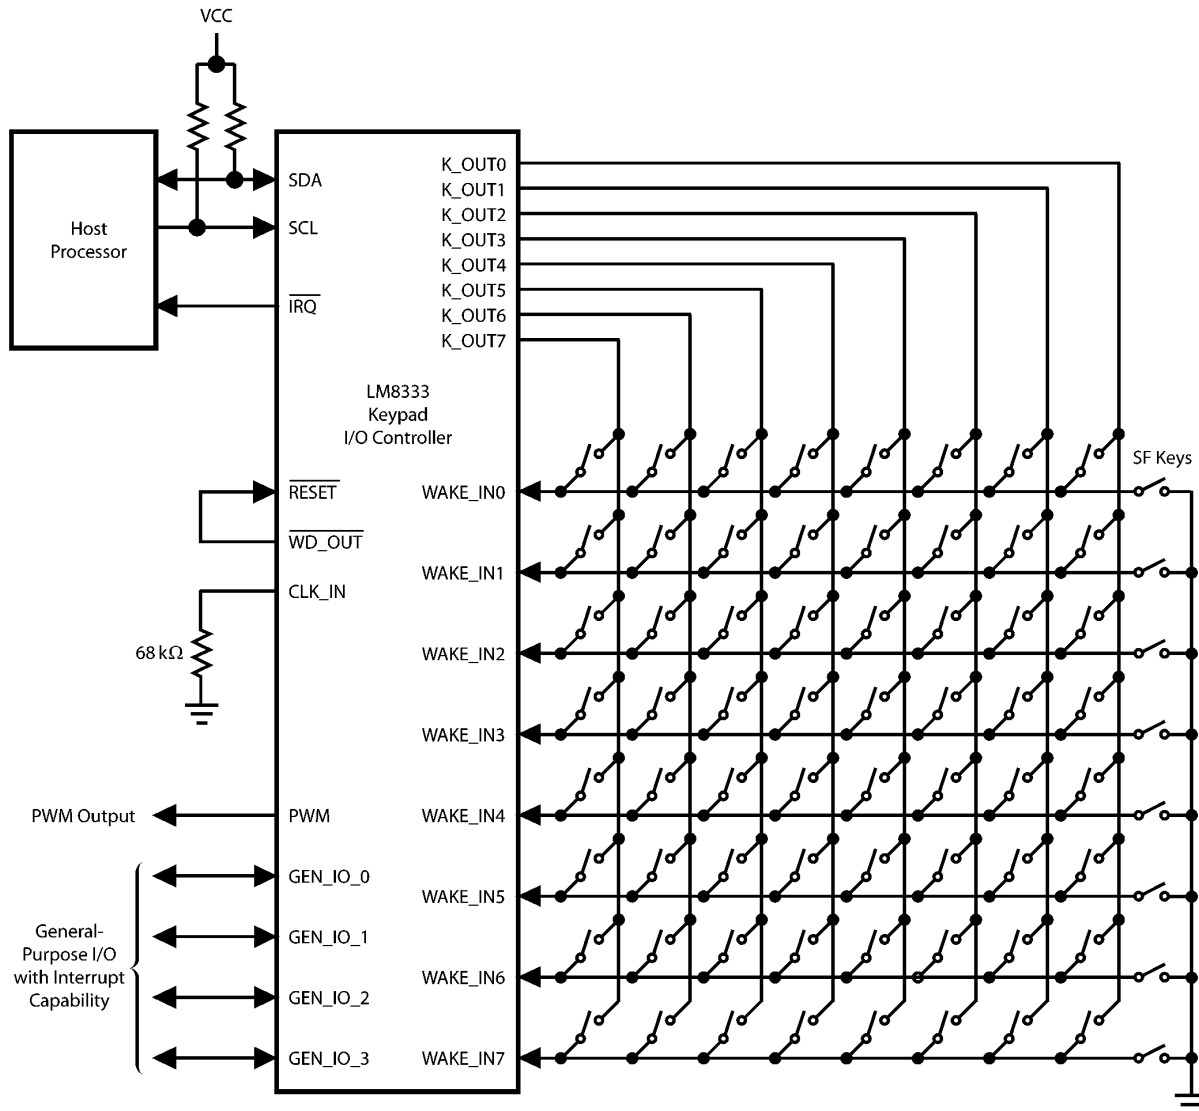 VCC
Host
Processor
SDA
SCL
IRQ
K_OUT0
K_OUT1
K_OUT2
K_OUT3
K_OUT4
K_OUT5
K_OUT6
K_OUT7
LM8333
Keypad
I/O Controller
RESET
WD_OUT
CLK_IN
68 kΩ
PWM Output
PWM
General-
Purpose I/O
with Interrupt
Capability
GEN_IO_0
GEN_IO_1
GEN_IO_2
GEN_IO_3
WAKE_IN0
WAKE_IN1
WAKE_IN2
WAKE_IN3
WAKE_IN4
WAKE_IN5
WAKE_IN6
WAKE_IN7
SF Keys